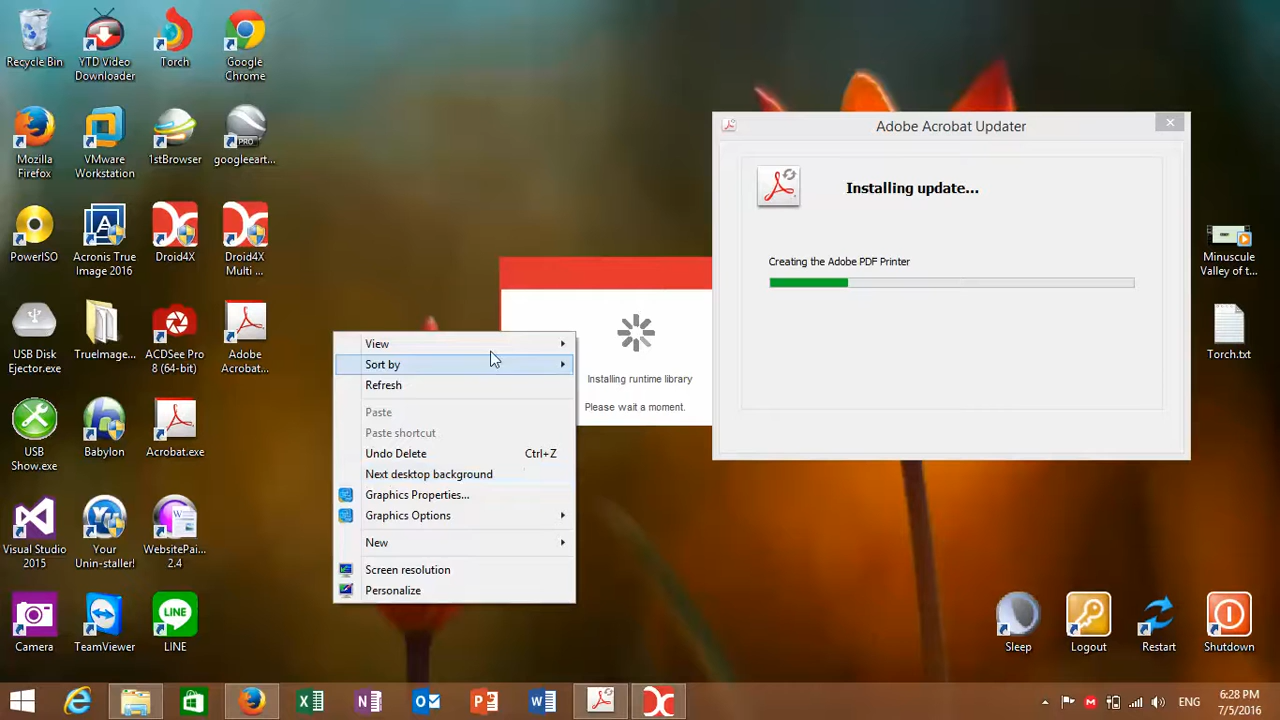 Recycle Bin
YTD Video
Downloader
Torch
Google
Chrome
Mozilla
Firefox
VMware
Workstation
1stBrowser
PRO
googleeart...
PowerISO
Acronis True
Image 2016
Droid4X
Droid4X
Multi ...
USB Disk
Ejector.exe
TrueImage...
ACDSee Pro
8 (64-bit)
Adobe
Acrobat...
USB
Show.exe
Babylon
Acrobat.exe
Visual Studio
2015
Your
Unin-staller!
WebsitePai...
2.4
Camera
TeamViewer
LINE
LINE
View
Sort by
Refresh
Paste
Paste shortcut
Undo Delete Ctrl+Z
Next desktop background
Graphics Properties...
Graphics Options
New
Screen resolution
Personalize
Installing runtime library
Please wait a moment.
Adobe Acrobat Updater
Installing update...
Creating the Adobe PDF Printer
Minuscule
Valley of t...
Torch.txt
Sleep
Logout
Restart
Shutdown
ENG
6:28 PM
7/5/2016